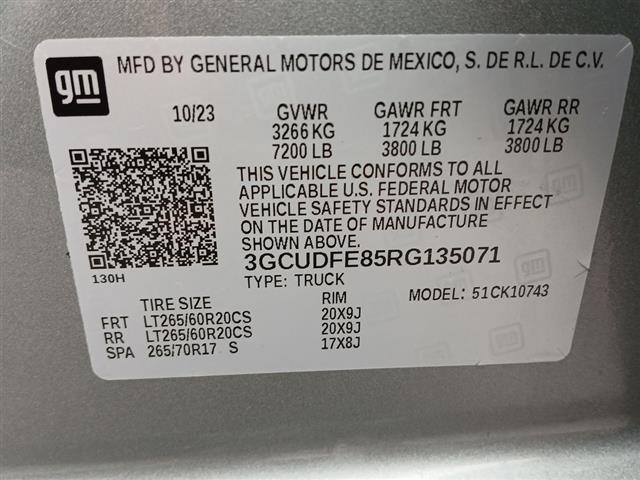 gm MFD BY GENERAL MOTORS DE MEXICO, S. DE R.L. DE C.V.
10/23 GVWR GAWR FRT GAWR RR
3266 KG 1724 KG 1724 KG
7200 LB 3800 LB 3800 LB
THIS VEHICLE CONFORMS TO ALL
APPLICABLE U.S. FEDERAL MOTOR
VEHICLE SAFETY STANDARDS IN EFFECT
ON THE DATE OF MANUFACTURE
SHOWN ABOVE.
3GCUDFE85RG135071
130H TYPE: TRUCK
MODEL: 51CK10743
TIRE SIZE RIM
FRT LT265/60R20CS 20X9J
RR LT265/60R20CS 20X9J
SPA 265/70R17 S 17X8J